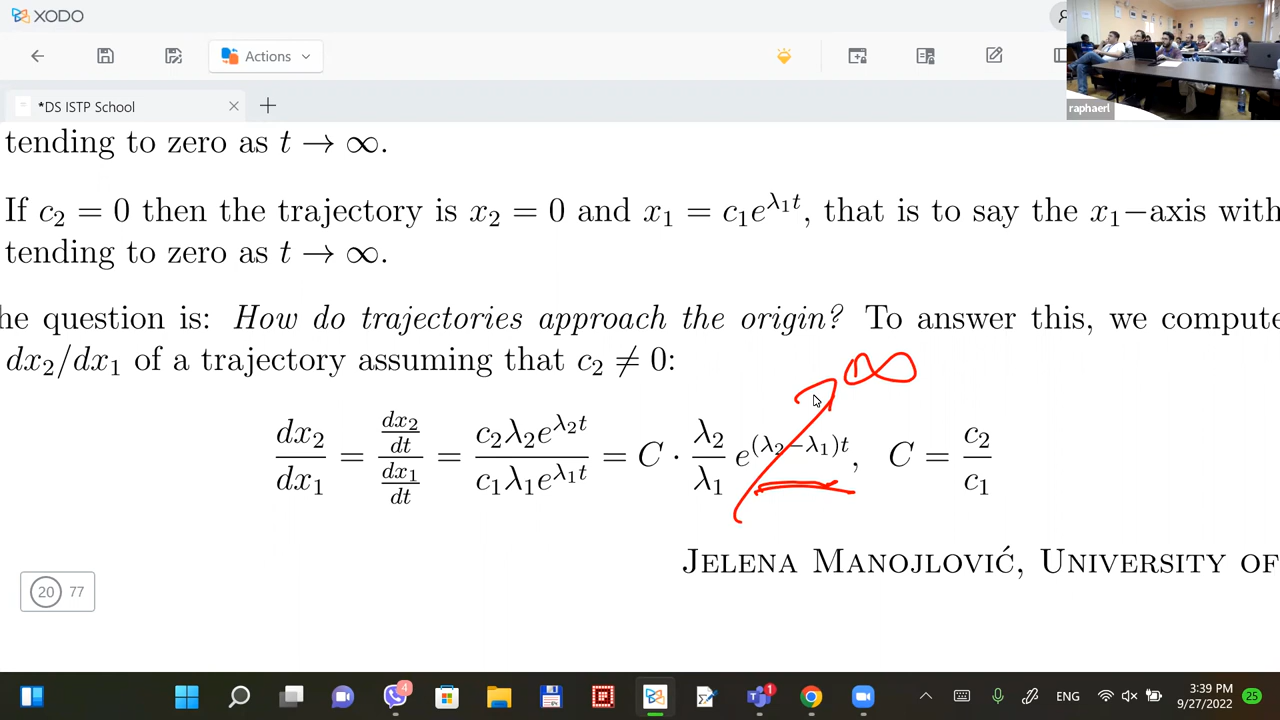 XODO
Actions
*DS ISTP School
raphaerl
tending to zero as t → ∞.
If c₂ = 0 then the trajectory is x₂ = 0 and x₁ = c₁e^{λ₁t}, that is to say the x₁−axis with
tending to zero as t → ∞.
he question is: How do trajectories approach the origin? To answer this, we compute
dx₂/dx₁ of a trajectory assuming that c₂ ≠ 0:
dx₂/dx₁ = (dx₂/dt)/(dx₁/dt) = c₂λ₂e^{λ₂t}/c₁λ₁e^{λ₁t} = C · λ₂/λ₁ e^{(λ₂−λ₁)t}, C = c₂/c₁
∞
JELENA MANOJLOVIĆ, UNIVERSITY OF
20 77
4
1
ENG
3:39 PM
9/27/2022
25